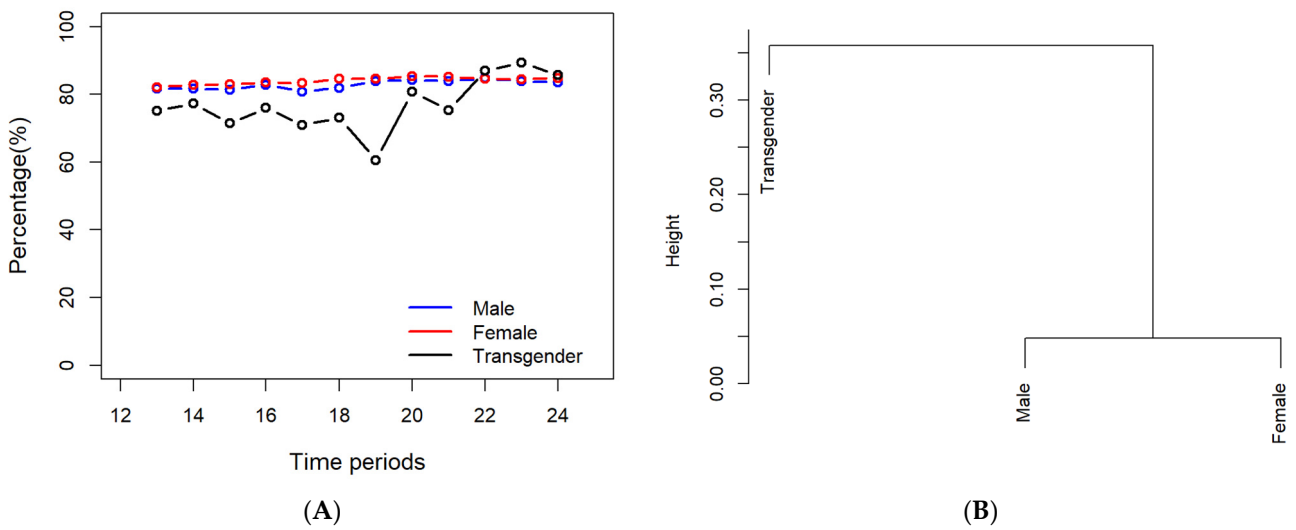 100
80
60
40
20
0
Percentage(%)
Male
Female
Transgender
12 14 16 18 20 22 24
Time periods
(A)
0.30
0.20
0.10
0.00
Height
Transgender
Male
Female
(B)